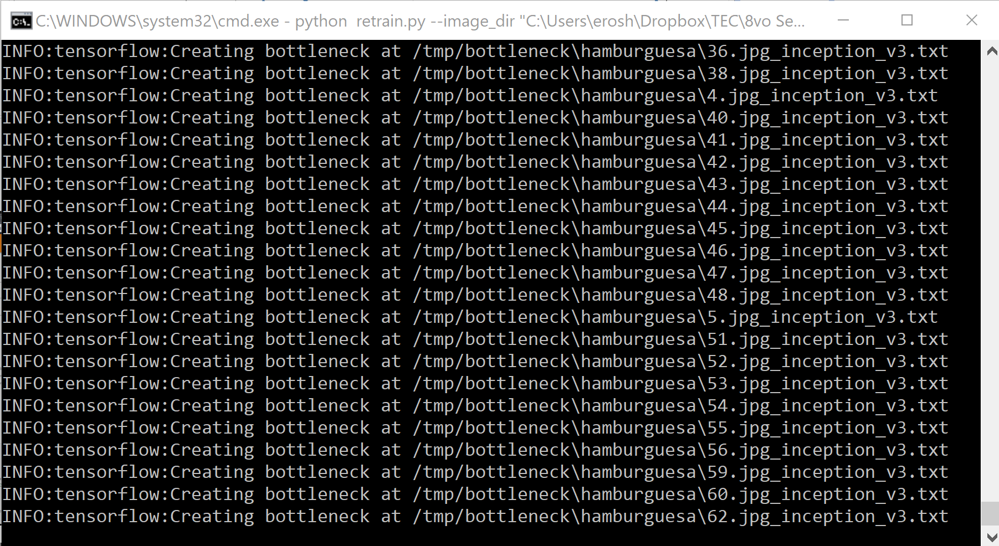 C:\WINDOWS\system32\cmd.exe - python  retrain.py --image_dir "C:\Users\erosh\Dropbox\TEC\8vo Se...
INFO:tensorflow:Creating bottleneck at /tmp/bottleneck\hamburguesa\36.jpg_inception_v3.txt
INFO:tensorflow:Creating bottleneck at /tmp/bottleneck\hamburguesa\38.jpg_inception_v3.txt
INFO:tensorflow:Creating bottleneck at /tmp/bottleneck\hamburguesa\4.jpg_inception_v3.txt
INFO:tensorflow:Creating bottleneck at /tmp/bottleneck\hamburguesa\40.jpg_inception_v3.txt
INFO:tensorflow:Creating bottleneck at /tmp/bottleneck\hamburguesa\41.jpg_inception_v3.txt
INFO:tensorflow:Creating bottleneck at /tmp/bottleneck\hamburguesa\42.jpg_inception_v3.txt
INFO:tensorflow:Creating bottleneck at /tmp/bottleneck\hamburguesa\43.jpg_inception_v3.txt
INFO:tensorflow:Creating bottleneck at /tmp/bottleneck\hamburguesa\44.jpg_inception_v3.txt
INFO:tensorflow:Creating bottleneck at /tmp/bottleneck\hamburguesa\45.jpg_inception_v3.txt
INFO:tensorflow:Creating bottleneck at /tmp/bottleneck\hamburguesa\46.jpg_inception_v3.txt
INFO:tensorflow:Creating bottleneck at /tmp/bottleneck\hamburguesa\47.jpg_inception_v3.txt
INFO:tensorflow:Creating bottleneck at /tmp/bottleneck\hamburguesa\48.jpg_inception_v3.txt
INFO:tensorflow:Creating bottleneck at /tmp/bottleneck\hamburguesa\5.jpg_inception_v3.txt
INFO:tensorflow:Creating bottleneck at /tmp/bottleneck\hamburguesa\51.jpg_inception_v3.txt
INFO:tensorflow:Creating bottleneck at /tmp/bottleneck\hamburguesa\52.jpg_inception_v3.txt
INFO:tensorflow:Creating bottleneck at /tmp/bottleneck\hamburguesa\53.jpg_inception_v3.txt
INFO:tensorflow:Creating bottleneck at /tmp/bottleneck\hamburguesa\54.jpg_inception_v3.txt
INFO:tensorflow:Creating bottleneck at /tmp/bottleneck\hamburguesa\55.jpg_inception_v3.txt
INFO:tensorflow:Creating bottleneck at /tmp/bottleneck\hamburguesa\56.jpg_inception_v3.txt
INFO:tensorflow:Creating bottleneck at /tmp/bottleneck\hamburguesa\59.jpg_inception_v3.txt
INFO:tensorflow:Creating bottleneck at /tmp/bottleneck\hamburguesa\60.jpg_inception_v3.txt
INFO:tensorflow:Creating bottleneck at /tmp/bottleneck\hamburguesa\62.jpg_inception_v3.txt